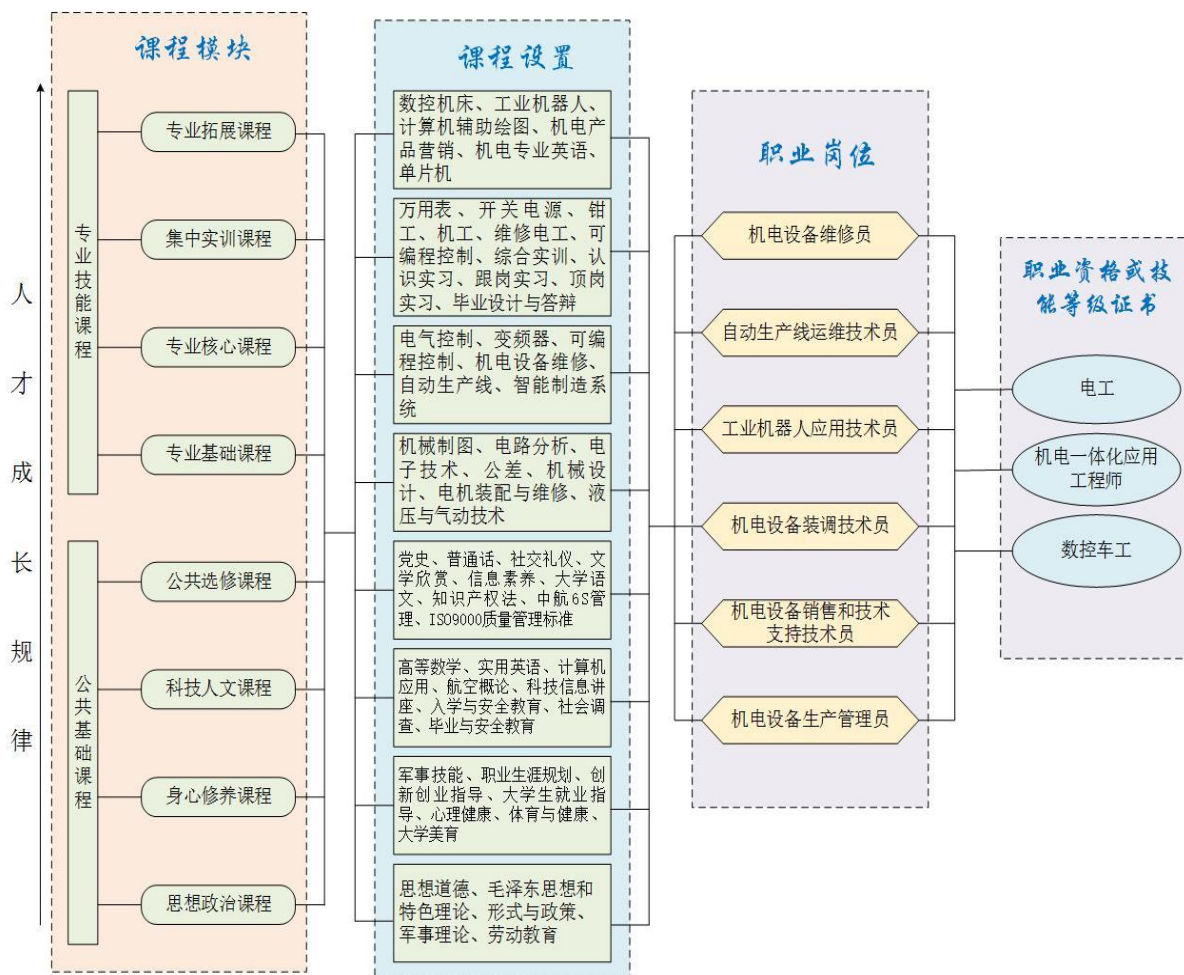 课程模块
专业技能课程
专业拓展课程
集中实训课程
专业核心课程
专业基础课程
公共基础课程
公共选修课程
科技人文课程
身心修养课程
思想政治课程
人才成长规律
课程设置
数控机床、工业机器人、
计算机辅助绘图、机电产
品营销、机电专业英语、
单片机
万用表、开关电源、钳
工、机工、维修电工、可
编程控制、综合实训、认
识实习、跟岗实习、顶岗
实习、毕业设计与答辩
电气控制、变频器、可编
程控制、机电设备维修、
自动生产线、智能制造系
统
机械制图、电路分析、电
子技术、公差、机械设
计、电机装配与维修、液
压与气动技术
党史、普通话、社交礼仪、文
学欣赏、信息素养、大学语
文、知识产权法、中航6S管
理、ISO9000质量管理标准
高等数学、实用英语、计算机
应用、航空概论、科技信息讲
座、入学与安全教育、社会调
查、毕业与安全教育
军事技能、职业生涯规划、创
新创业指导、大学生就业指
导、心理健康、体育与健康、
大学美育
思想道德、毛泽东思想和
特色理论、形式与政策、
军事理论、劳动教育
职业岗位
机电设备维修员
自动生产线运维技术员
工业机器人应用技术员
机电设备装调技术员
机电设备销售和技术
支持技术员
机电设备生产管理员
职业资格或技
能等级证书
电工
机电一体化应用
工程师
数控车工